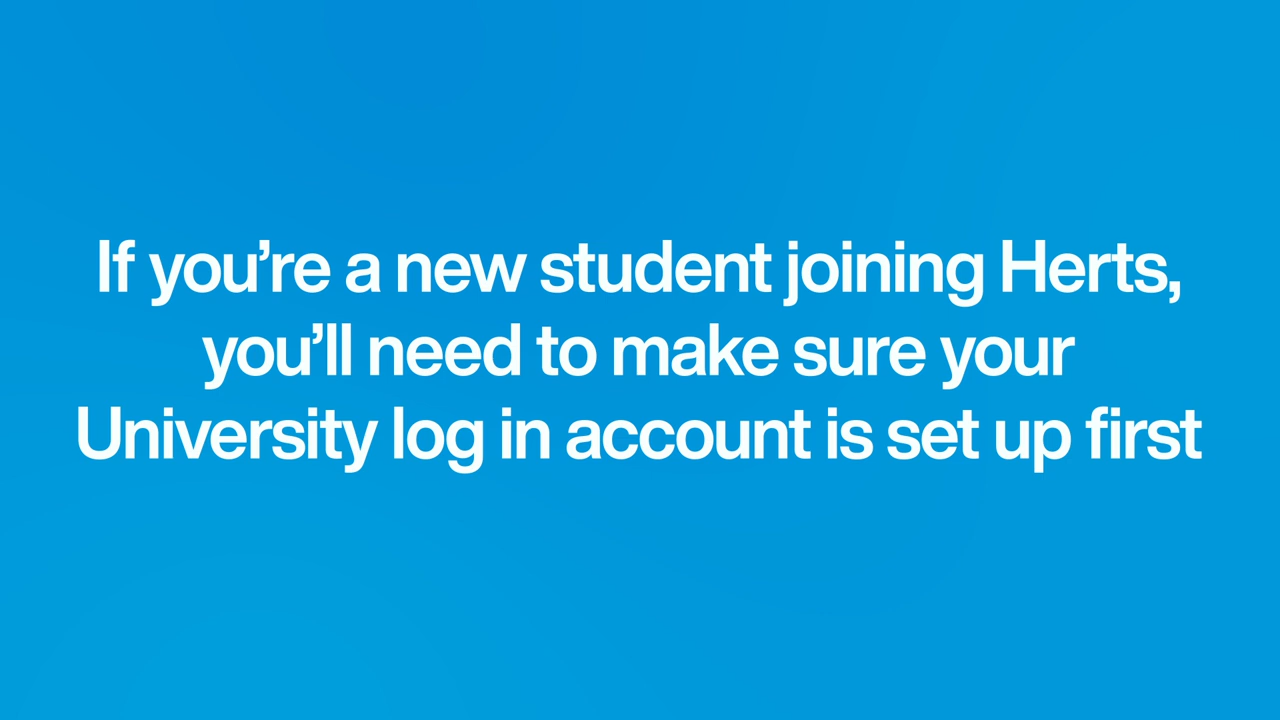 If you’re a new student joining Herts,
you’ll need to make sure your
University log in account is set up first